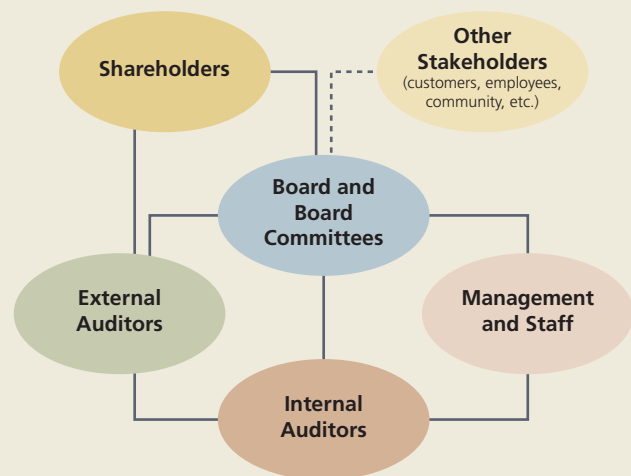 Shareholders
Other
Stakeholders
(customers, employees,
community, etc.)
Board and
Board
Committees
External
Auditors
Management
and Staff
Internal
Auditors